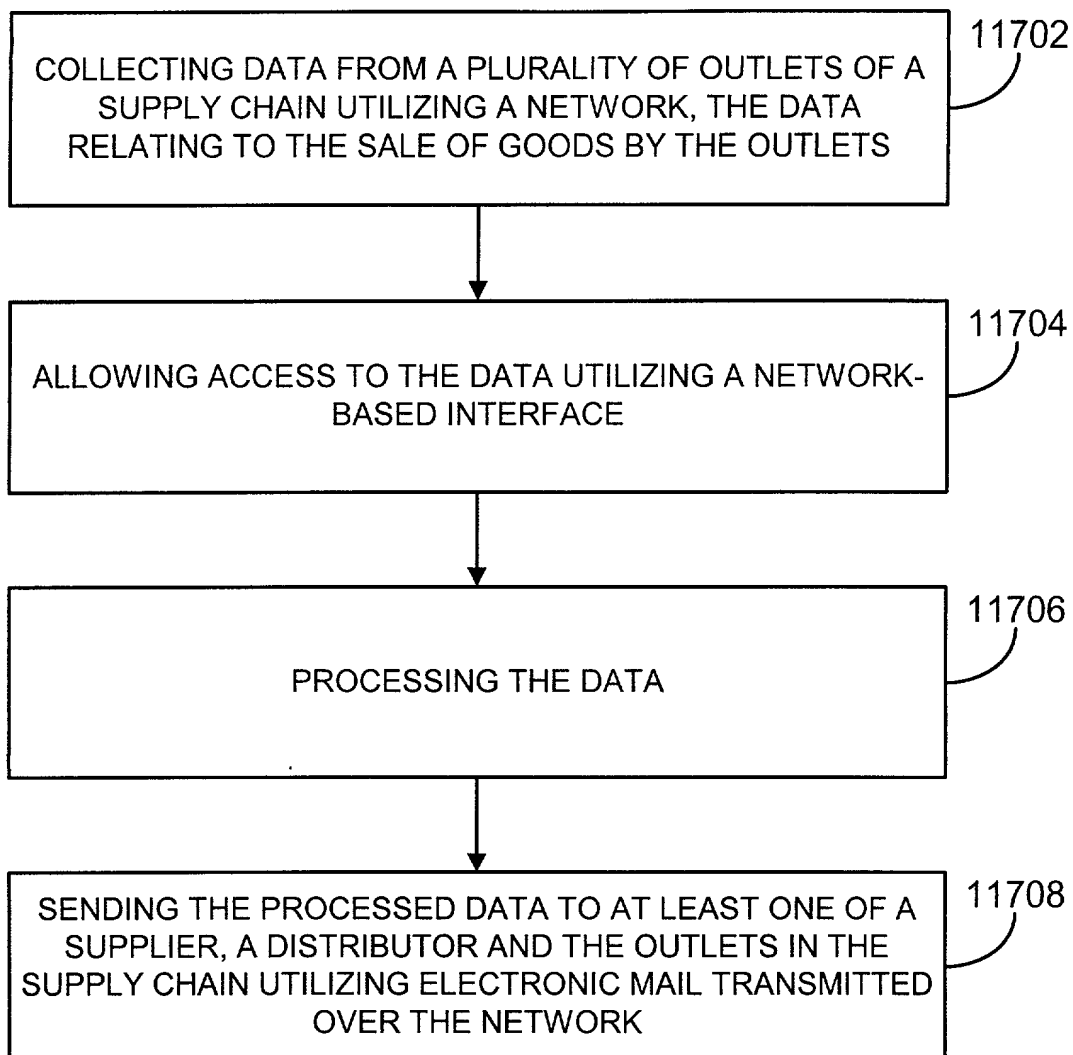 11702
COLLECTING DATA FROM A PLURALITY OF OUTLETS OF A
SUPPLY CHAIN UTILIZING A NETWORK, THE DATA
RELATING TO THE SALE OF GOODS BY THE OUTLETS
11704
ALLOWING ACCESS TO THE DATA UTILIZING A NETWORK-
BASED INTERFACE
11706
PROCESSING THE DATA
11708
SENDING THE PROCESSED DATA TO AT LEAST ONE OF A
SUPPLIER, A DISTRIBUTOR AND THE OUTLETS IN THE
SUPPLY CHAIN UTILIZING ELECTRONIC MAIL TRANSMITTED
OVER THE NETWORK